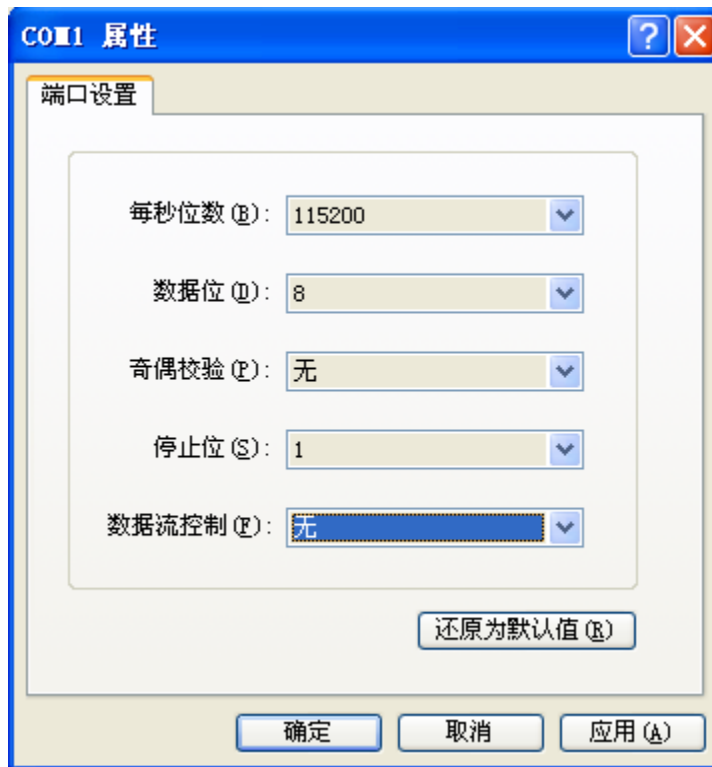 COM1 属性
端口设置
每秒位数(B): 115200
数据位(D): 8
奇偶校验(P): 无
停止位(S): 1
数据流控制(F): 无
还原为默认值(R)
确定 取消 应用(A)